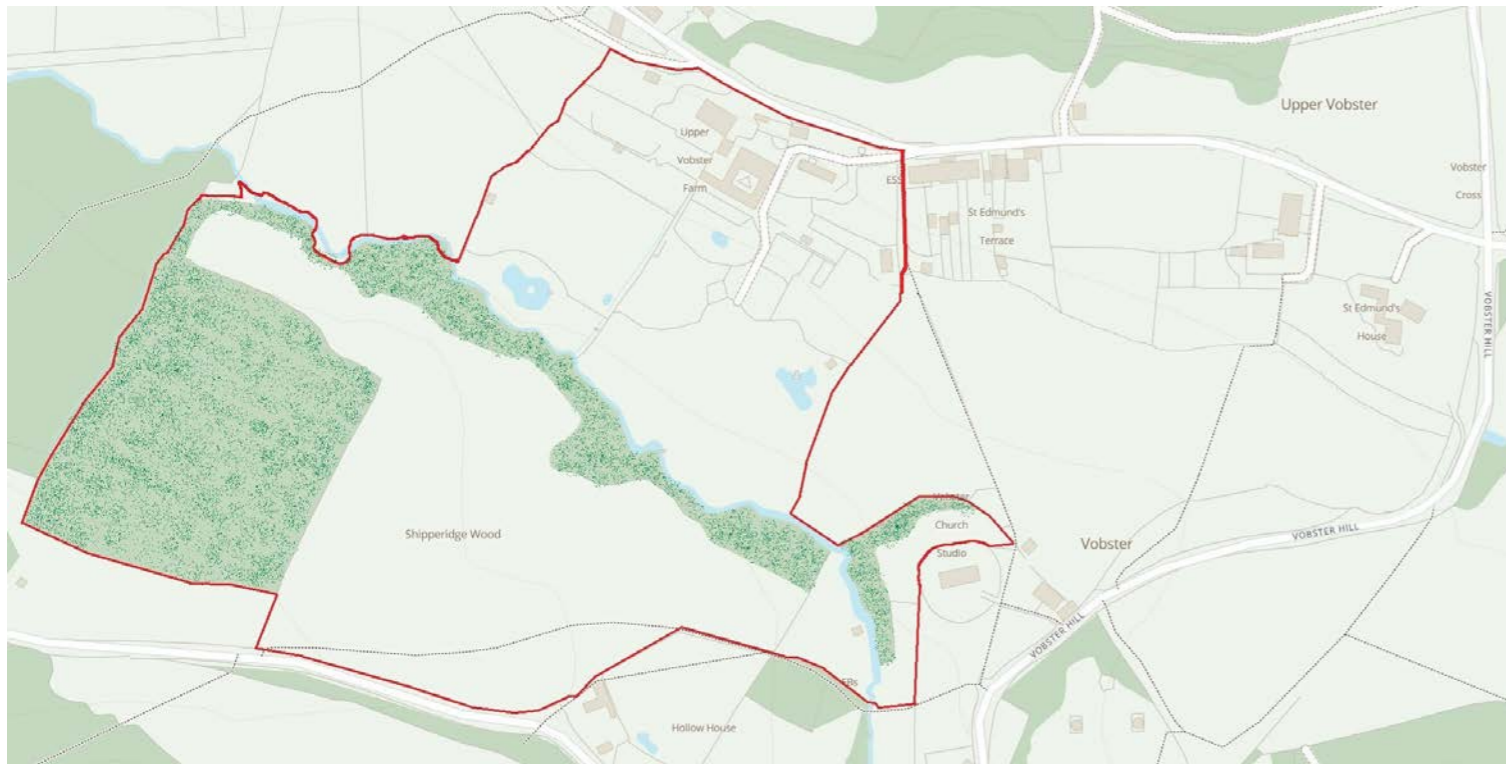 Upper Vobster
Upper
Vobster
Farm
ESS
Vobster
Cross
St Edmund's
Terrace
St Edmund's
House
VOBSTER HILL
Vobster
Church
Studio
Shipperidge Wood
Vobster
VOBSTER HILL
VOBSTER HILL
FBs
Hollow House